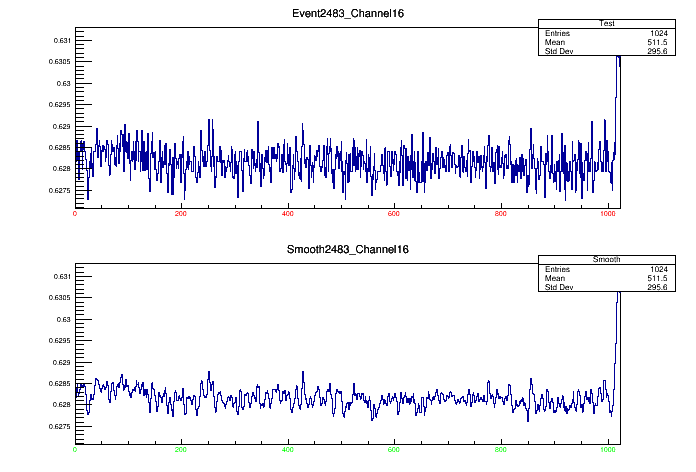 Event2483_Channel16
Test
Entries 1024
Mean 511.5
Std Dev 295.6
0.631
0.6305
0.63
0.6295
0.629
0.6285
0.628
0.6275
0 200 400 600 800 1000
Smooth2483_Channel16
Smooth
Entries 1024
Mean 511.5
Std Dev 295.6
0.631
0.6305
0.63
0.6295
0.629
0.6285
0.628
0.6275
0 200 400 600 800 1000